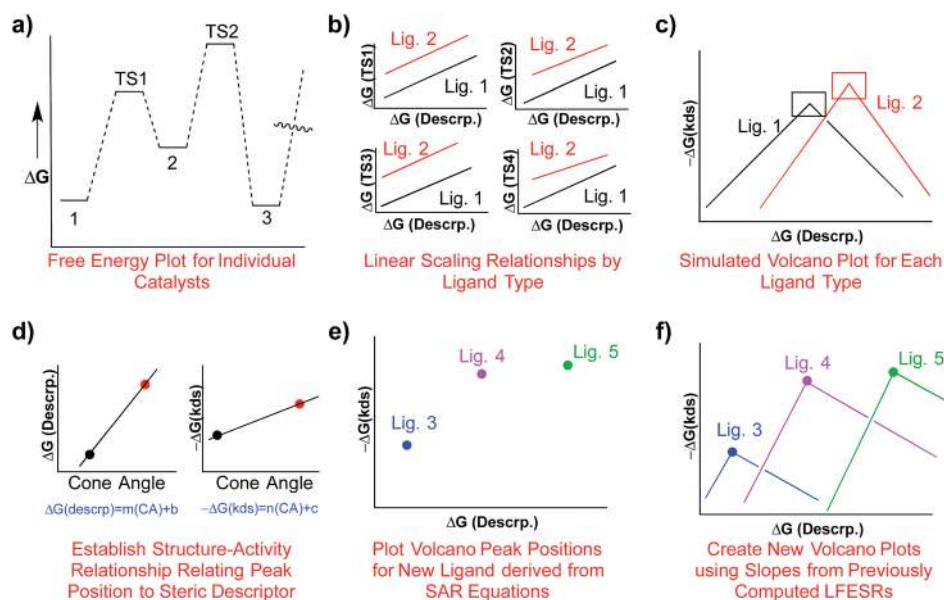 a)
TS2
TS1
2
ΔG
1
3
Free Energy Plot for Individual
Catalysts
b)
ΔG (TS1)
Lig. 2
Lig. 1
ΔG (Descrp.)
ΔG (TS2)
Lig. 2
Lig. 1
ΔG (Descrp.)
ΔG (TS3)
Lig. 2
Lig. 1
ΔG (Descrp.)
ΔG (TS4)
Lig. 2
Lig. 1
ΔG (Descrp.)
Linear Scaling Relationships by
Ligand Type
c)
−ΔG(kds)
Lig. 1
Lig. 2
ΔG (Descrp.)
Simulated Volcano Plot for Each
Ligand Type
d)
ΔG (Descrp.)
Cone Angle
ΔG(descrp)=m(CA)+b
−ΔG(kds)
Cone Angle
−ΔG(kds)=n(CA)+c
Establish Structure-Activity
Relationship Relating Peak
Position to Steric Descriptor
e)
−ΔG(kds)
Lig. 3
Lig. 4
Lig. 5
ΔG (Descrp.)
Plot Volcano Peak Positions
for New Ligand derived from
SAR Equations
f)
−ΔG(kds)
Lig. 3
Lig. 4
Lig. 5
ΔG (Descrp.)
Create New Volcano Plots
using Slopes from Previously
Computed LFESRs